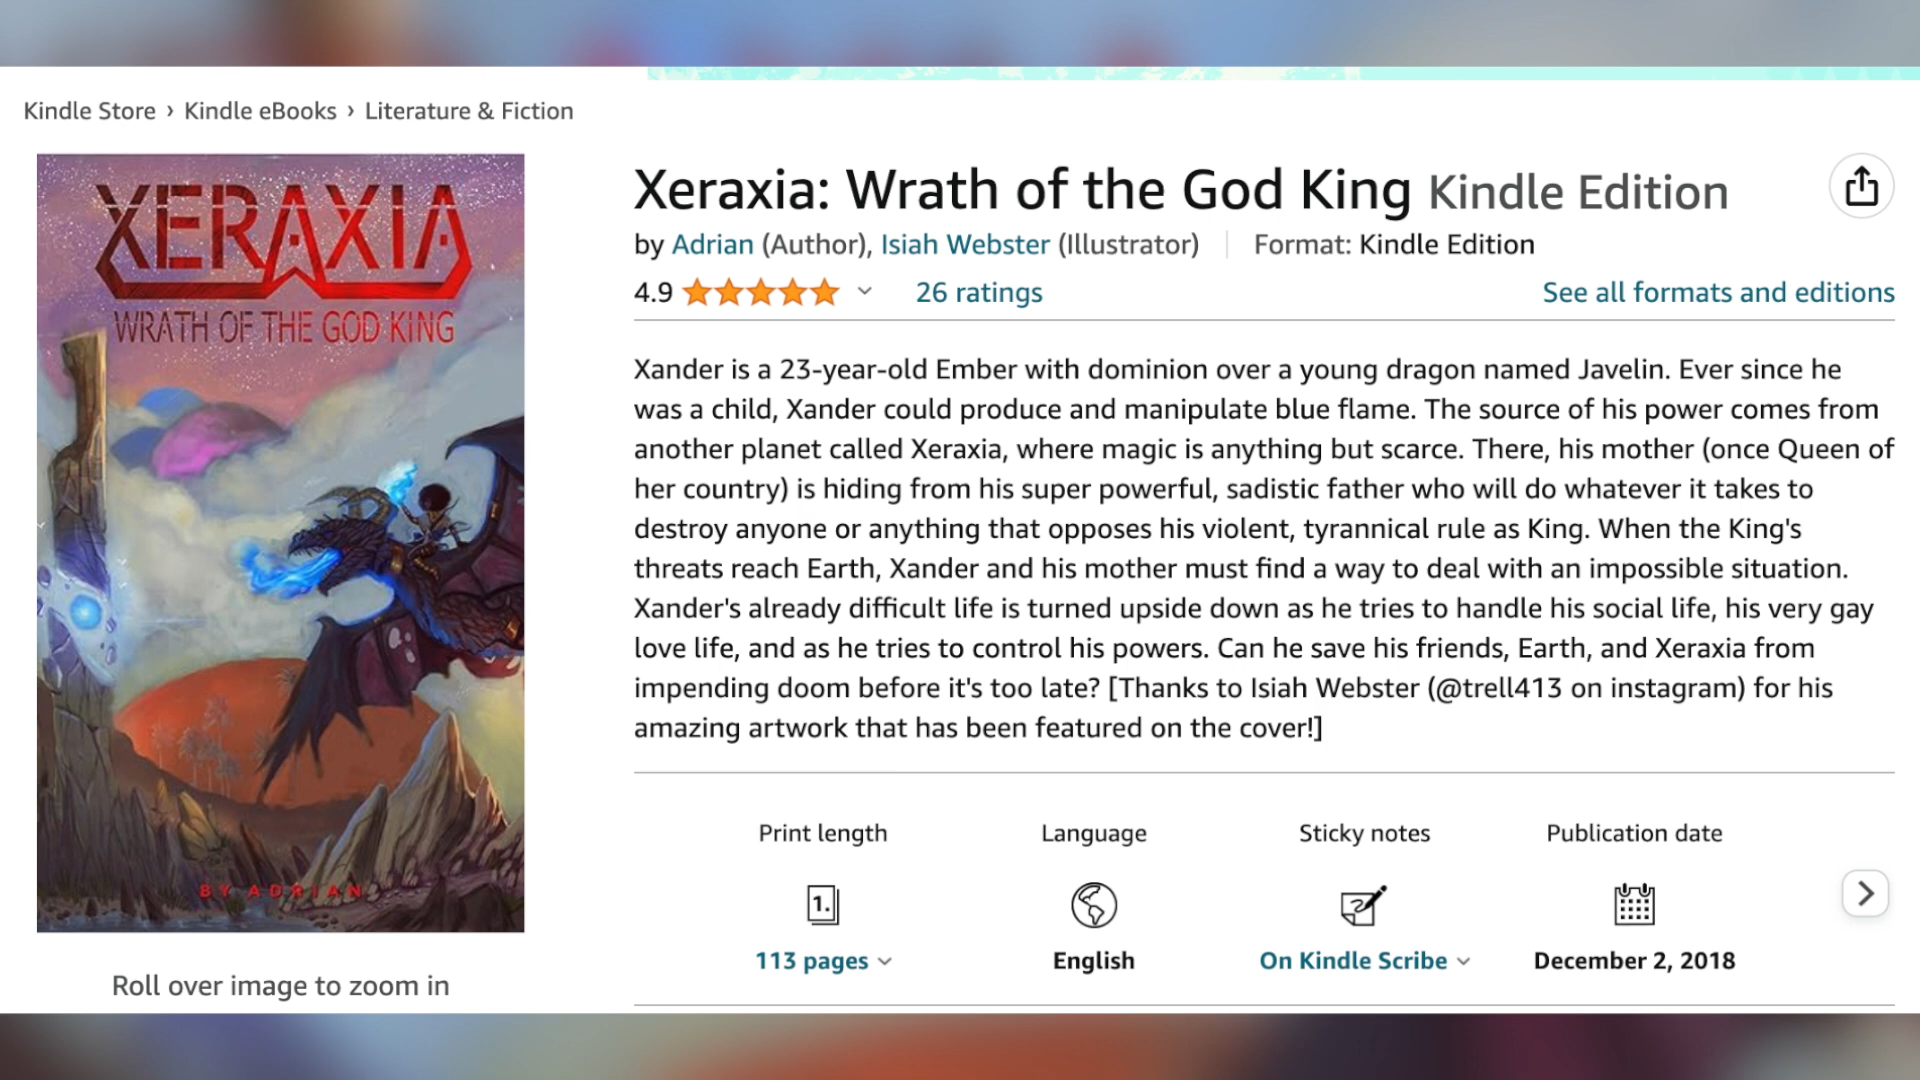 Kindle Store › Kindle eBooks › Literature & Fiction
XERAXIA
WRATH OF THE GOD KING
BY ADRIAN
Roll over image to zoom in
Xeraxia: Wrath of the God King Kindle Edition
by Adrian (Author), Isiah Webster (Illustrator) | Format: Kindle Edition
4.9 26 ratings See all formats and editions
Xander is a 23-year-old Ember with dominion over a young dragon named Javelin. Ever since he
was a child, Xander could produce and manipulate blue flame. The source of his power comes from
another planet called Xeraxia, where magic is anything but scarce. There, his mother (once Queen of
her country) is hiding from his super powerful, sadistic father who will do whatever it takes to
destroy anyone or anything that opposes his violent, tyrannical rule as King. When the King's
threats reach Earth, Xander and his mother must find a way to deal with an impossible situation.
Xander's already difficult life is turned upside down as he tries to handle his social life, his very gay
love life, and as he tries to control his powers. Can he save his friends, Earth, and Xeraxia from
impending doom before it's too late? [Thanks to Isiah Webster (@trell413 on instagram) for his
amazing artwork that has been featured on the cover!]
Print length Language Sticky notes Publication date
1.
113 pages English On Kindle Scribe December 2, 2018